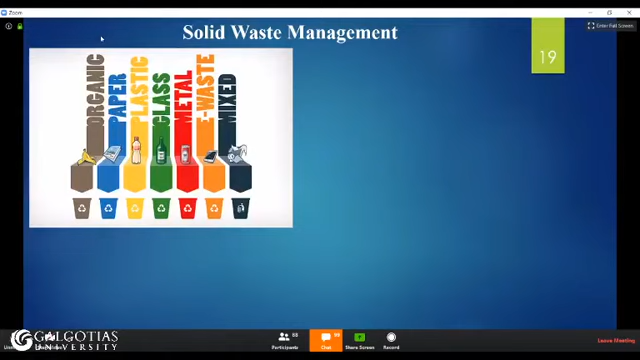 Zoom
Solid Waste Management
Enter Full Screen
19
ORGANIC
PAPER
PLASTIC
GLASS
METAL
E-WASTE
MIXED
GALGOTIAS
UNIVERSITY
Participants
88
Chat
Share Screen
Record
Leave Meeting